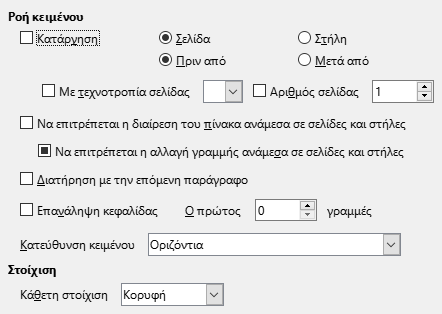 Ροή κειμένου
Κατάργηση Σελίδα Στήλη
Πριν από Μετά από
Με τεχνοτροπία σελίδας Αριθμός σελίδας 1
Να επιτρέπεται η διαίρεση του πίνακα ανάμεσα σε σελίδες και στήλες
Να επιτρέπεται η αλλαγή γραμμής ανάμεσα σε σελίδες και στήλες
Διατήρηση με την επόμενη παράγραφο
Επανάληψη κεφαλίδας Ο πρώτος 0 γραμμές
Κατεύθυνση κειμένου Οριζόντια
Στοίχιση
Κάθετη στοίχιση Κορυφή